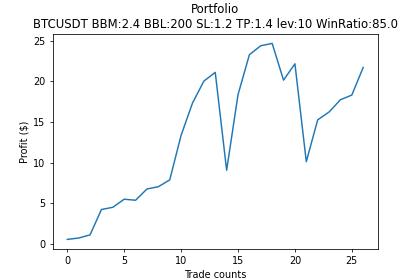 Portfolio
BTCUSDT BBM:2.4 BBL:200 SL:1.2 TP:1.4 lev:10 WinRatio:85.0
25
20
15
10
5
0
Profit ($)
0 5 10 15 20 25
Trade counts